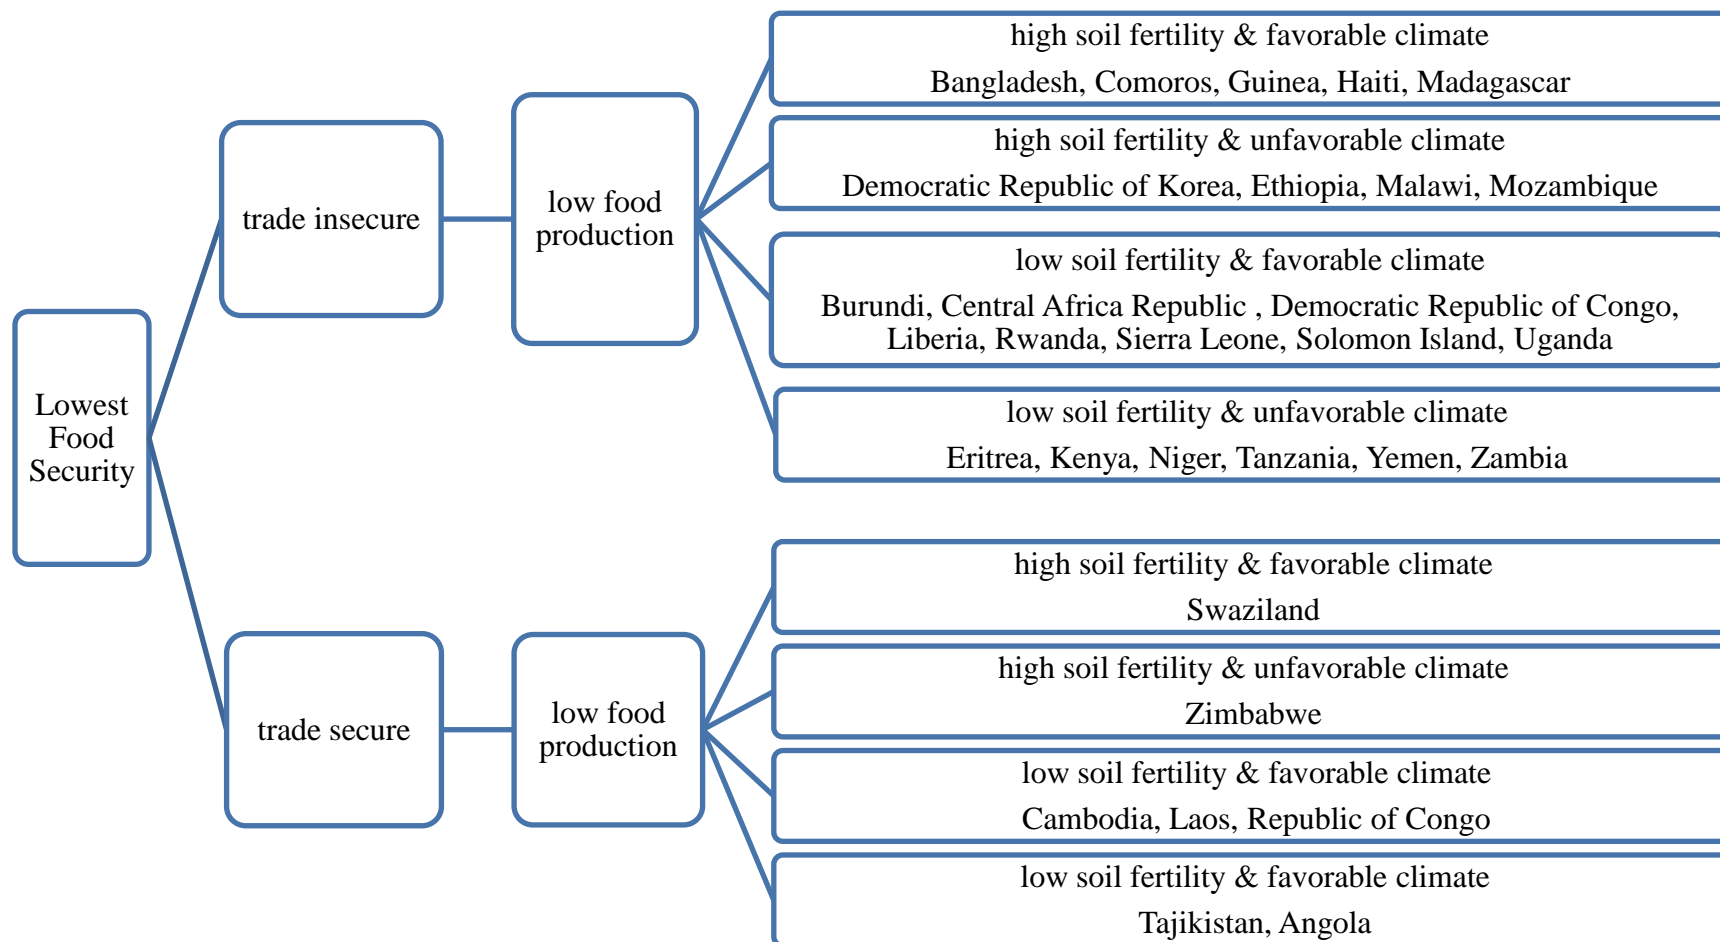 Lowest
Food
Security
trade insecure
low food
production
high soil fertility & favorable climate
Bangladesh, Comoros, Guinea, Haiti, Madagascar
high soil fertility & unfavorable climate
Democratic Republic of Korea, Ethiopia, Malawi, Mozambique
low soil fertility & favorable climate
Burundi, Central Africa Republic , Democratic Republic of Congo,
Liberia, Rwanda, Sierra Leone, Solomon Island, Uganda
low soil fertility & unfavorable climate
Eritrea, Kenya, Niger, Tanzania, Yemen, Zambia
trade secure
low food
production
high soil fertility & favorable climate
Swaziland
high soil fertility & unfavorable climate
Zimbabwe
low soil fertility & favorable climate
Cambodia, Laos, Republic of Congo
low soil fertility & favorable climate
Tajikistan, Angola